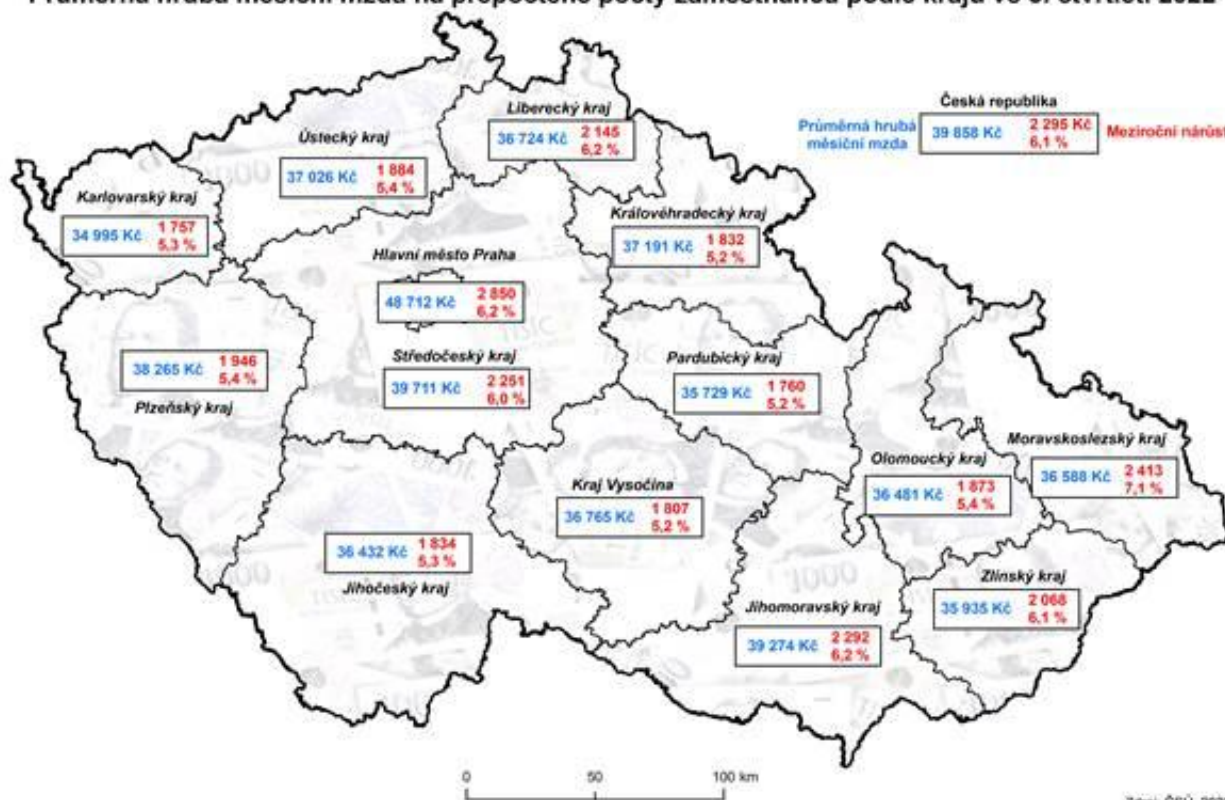 Průměrná hrubá měsíční mzda na přepočtené počty zaměstnanců podle krajů ve 3. čtvrtletí 2022
Česká republika
Průměrná hrubá
měsíční mzda
39 858 Kč
2 295 Kč
6,1 %
Meziroční nárůst
Liberecký kraj
36 724 Kč
2 145
6,2 %
Ústecký kraj
37 026 Kč
1 884
5,4 %
Karlovarský kraj
34 995 Kč
1 757
5,3 %
Královéhradecký kraj
37 191 Kč
1 832
5,2 %
Hlavní město Praha
48 712 Kč
2 850
6,2 %
Středočeský kraj
39 711 Kč
2 251
6,0 %
38 265 Kč
1 946
5,4 %
Plzeňský kraj
Pardubický kraj
35 729 Kč
1 760
5,2 %
Moravskoslezský kraj
36 588 Kč
2 413
7,1 %
Olomoucký kraj
36 481 Kč
1 873
5,4 %
Kraj Vysočina
36 765 Kč
1 807
5,2 %
36 432 Kč
1 834
5,3 %
Jihočeský kraj
Zlínský kraj
35 935 Kč
2 068
6,1 %
Jihomoravský kraj
39 274 Kč
2 292
6,2 %
0 50 100 km